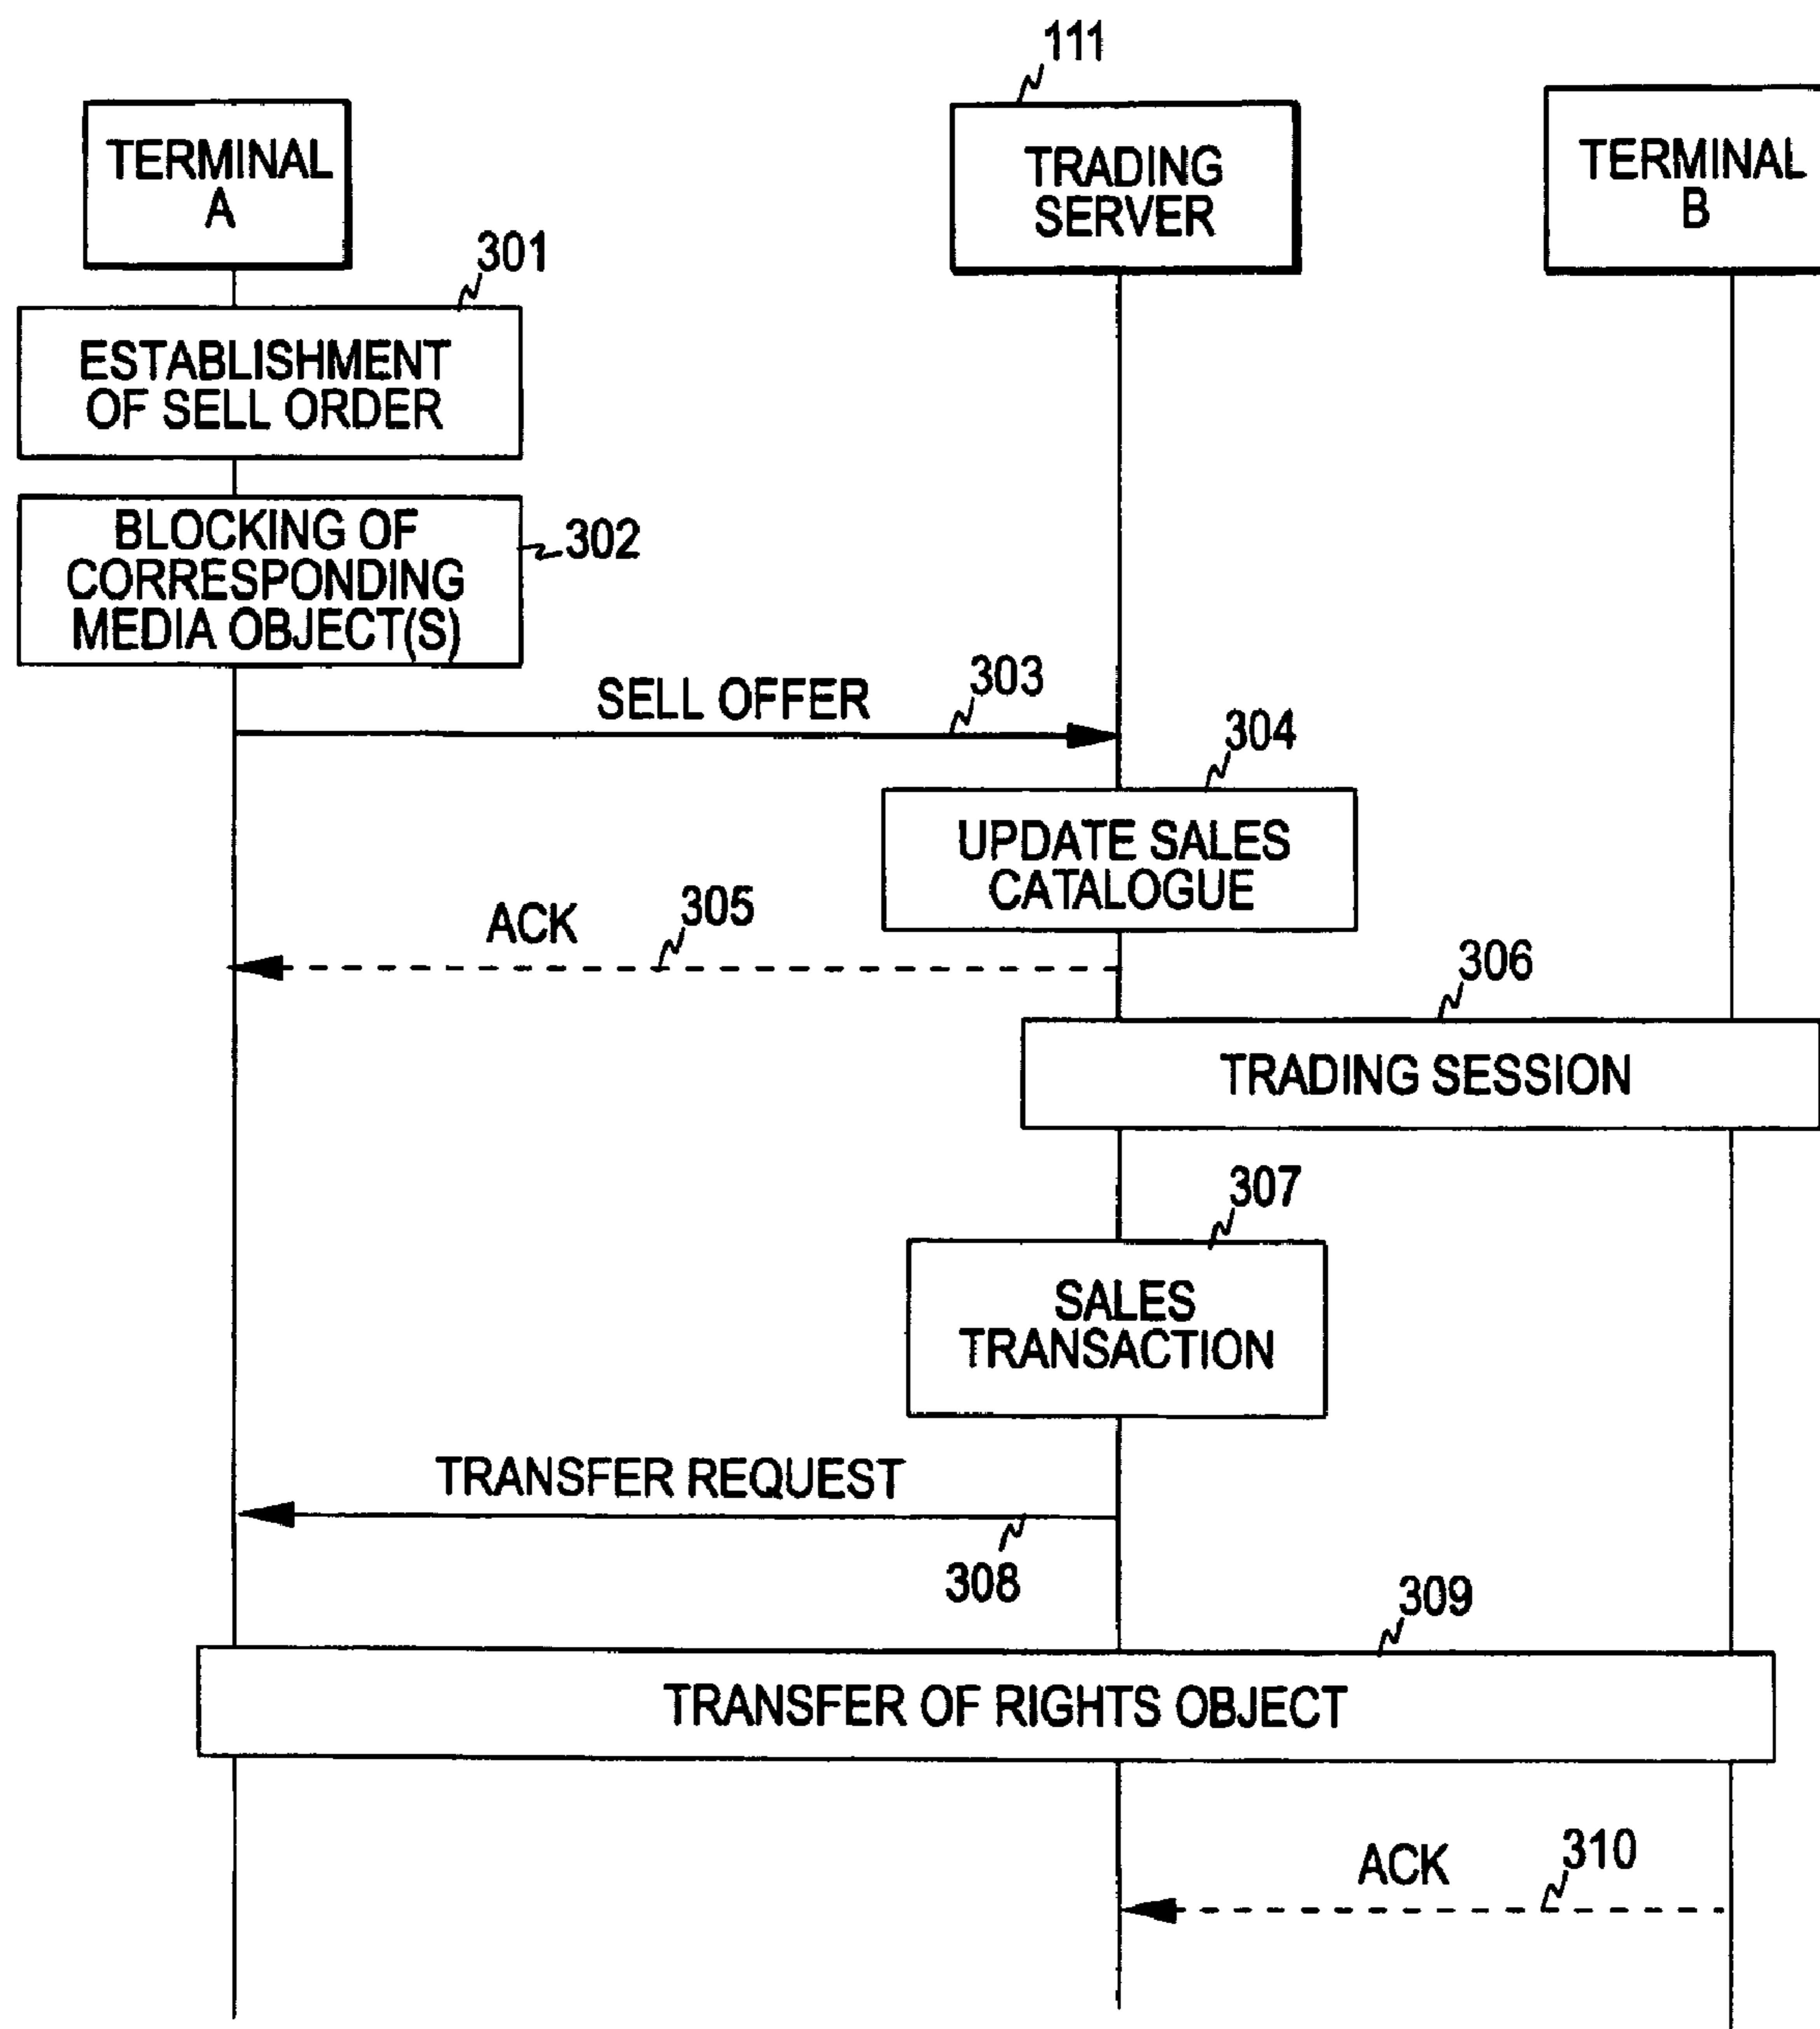 111
TERMINAL
A
TRADING
SERVER
TERMINAL
B
301
ESTABLISHMENT
OF SELL ORDER
BLOCKING OF
CORRESPONDING
MEDIA OBJECT(S)
302
SELL OFFER
303
304
UPDATE SALES
CATALOGUE
ACK
305
306
TRADING SESSION
307
SALES
TRANSACTION
TRANSFER REQUEST
308
309
TRANSFER OF RIGHTS OBJECT
ACK
310